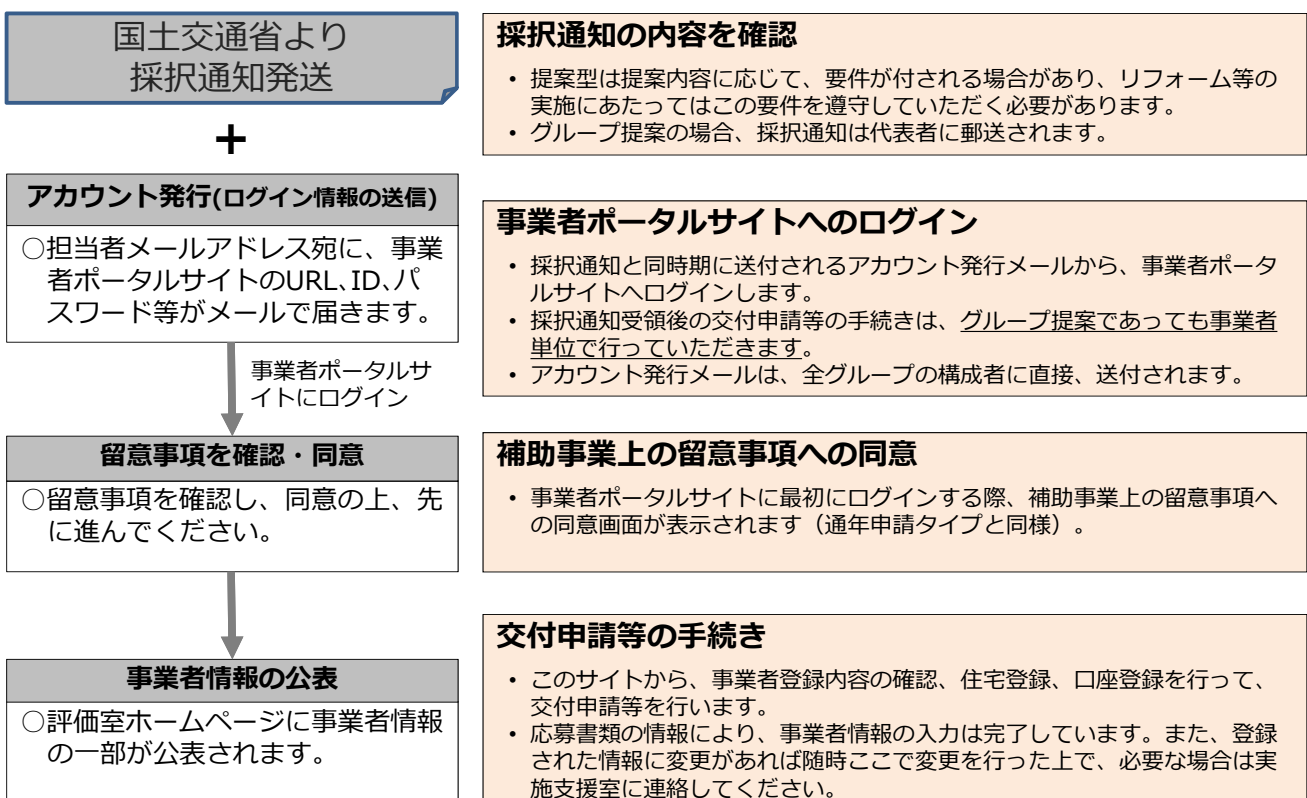 国土交通省より
採択通知発送
+
アカウント発行(ログイン情報の送信)
○担当者メールアドレス宛に、事業
者ポータルサイトのURL､ID､パ
スワード等がメールで届きます。
事業者ポータルサ
イトにログイン
留意事項を確認・同意
○留意事項を確認し、同意の上、先
に進んでください。
事業者情報の公表
○評価室ホームページに事業者情報
の一部が公表されます。
採択通知の内容を確認
• 提案型は提案内容に応じて、要件が付される場合があり、リフォーム等の
実施にあたってはこの要件を遵守していただく必要があります。
• グループ提案の場合、採択通知は代表者に郵送されます。
事業者ポータルサイトへのログイン
• 採択通知と同時期に送付されるアカウント発行メールから、事業者ポータ
ルサイトへログインします。
• 採択通知受領後の交付申請等の手続きは、グループ提案であっても事業者
単位で行っていただきます。
• アカウント発行メールは、全グループの構成者に直接、送付されます。
補助事業上の留意事項への同意
• 事業者ポータルサイトに最初にログインする際、補助事業上の留意事項へ
の同意画面が表示されます（通年申請タイプと同様）。
交付申請等の手続き
• このサイトから、事業者登録内容の確認、住宅登録、口座登録を行って、
交付申請等を行います。
• 応募書類の情報により、事業者情報の入力は完了しています。また、登録
された情報に変更があれば随時ここで変更を行った上で、必要な場合は実
施支援室に連絡してください。